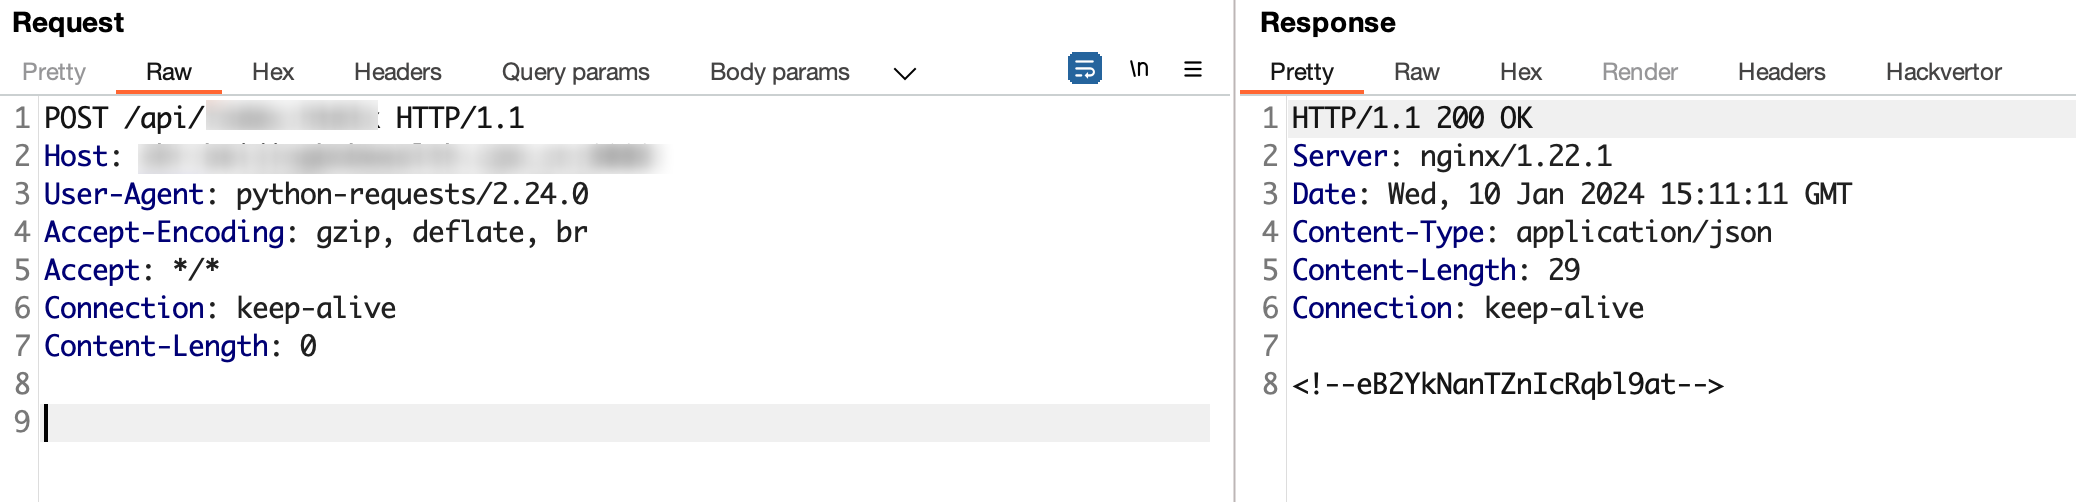 Request
Pretty Raw Hex Headers Query params Body params \n
1 POST /api/ HTTP/1.1
2 Host:
3 User-Agent: python-requests/2.24.0
4 Accept-Encoding: gzip, deflate, br
5 Accept: */*
6 Connection: keep-alive
7 Content-Length: 0
8
9
Response
Pretty Raw Hex Render Headers Hackvertor
1 HTTP/1.1 200 OK
2 Server: nginx/1.22.1
3 Date: Wed, 10 Jan 2024 15:11:11 GMT
4 Content-Type: application/json
5 Content-Length: 29
6 Connection: keep-alive
7
8 <!--eB2YkNanTZnIcRqbl9at-->